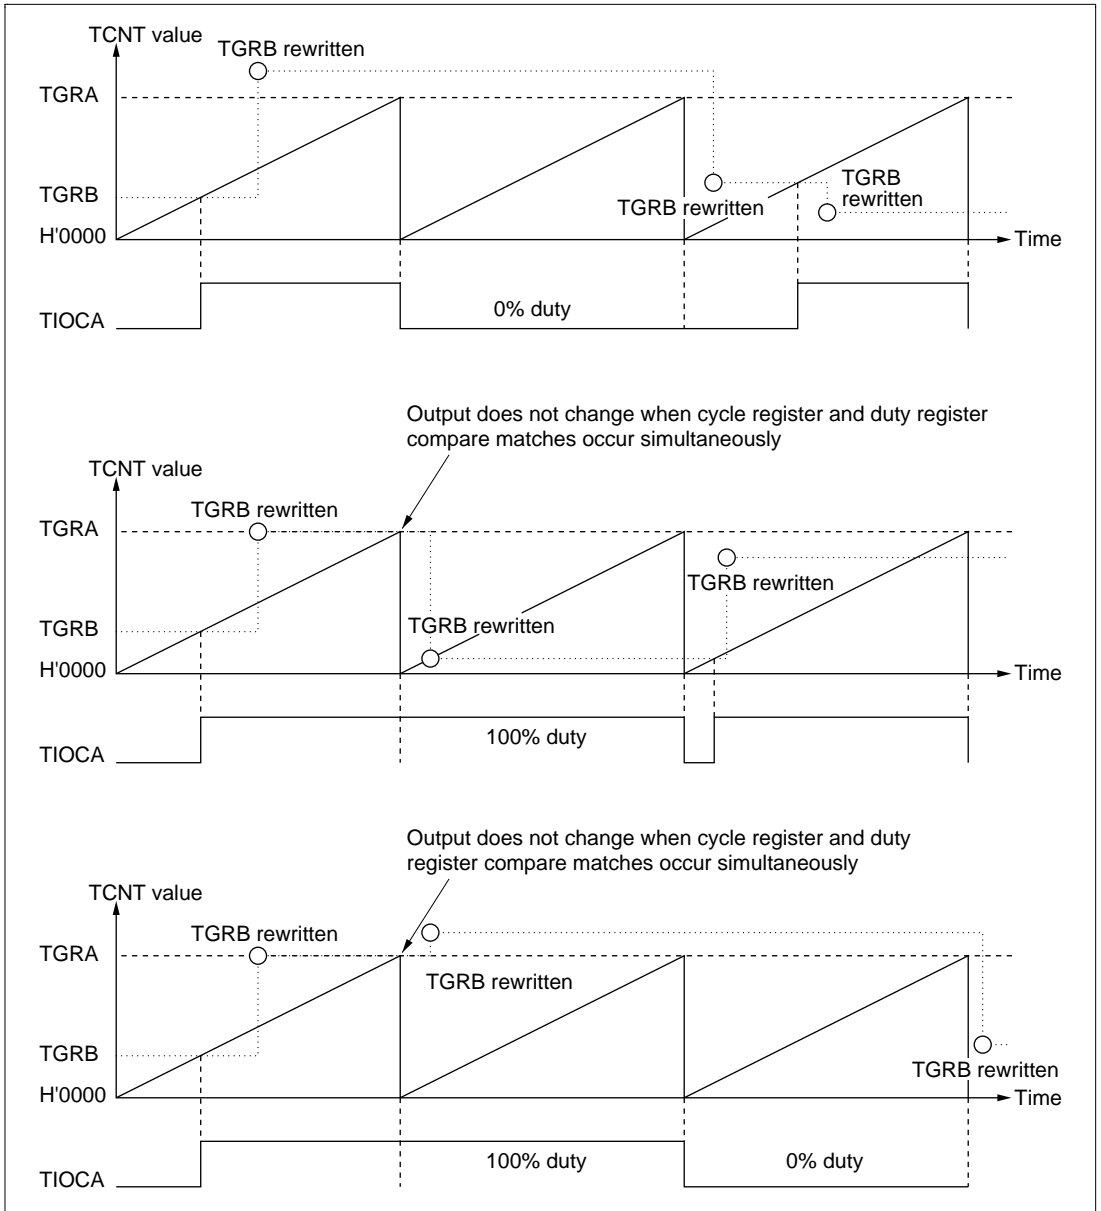 TCNT value
TGRB rewritten
TGRA
TGRB
TGRB
rewritten
TGRB rewritten
H'0000
Time
0% duty
TIOCA
Output does not change when cycle register and duty register
compare matches occur simultaneously
TCNT value
TGRB rewritten
TGRA
TGRB rewritten
TGRB
TGRB rewritten
H'0000
Time
100% duty
TIOCA
Output does not change when cycle register and duty
register compare matches occur simultaneously
TCNT value
TGRB rewritten
TGRA
TGRB rewritten
TGRB
TGRB rewritten
H'0000
Time
100% duty
0% duty
TIOCA